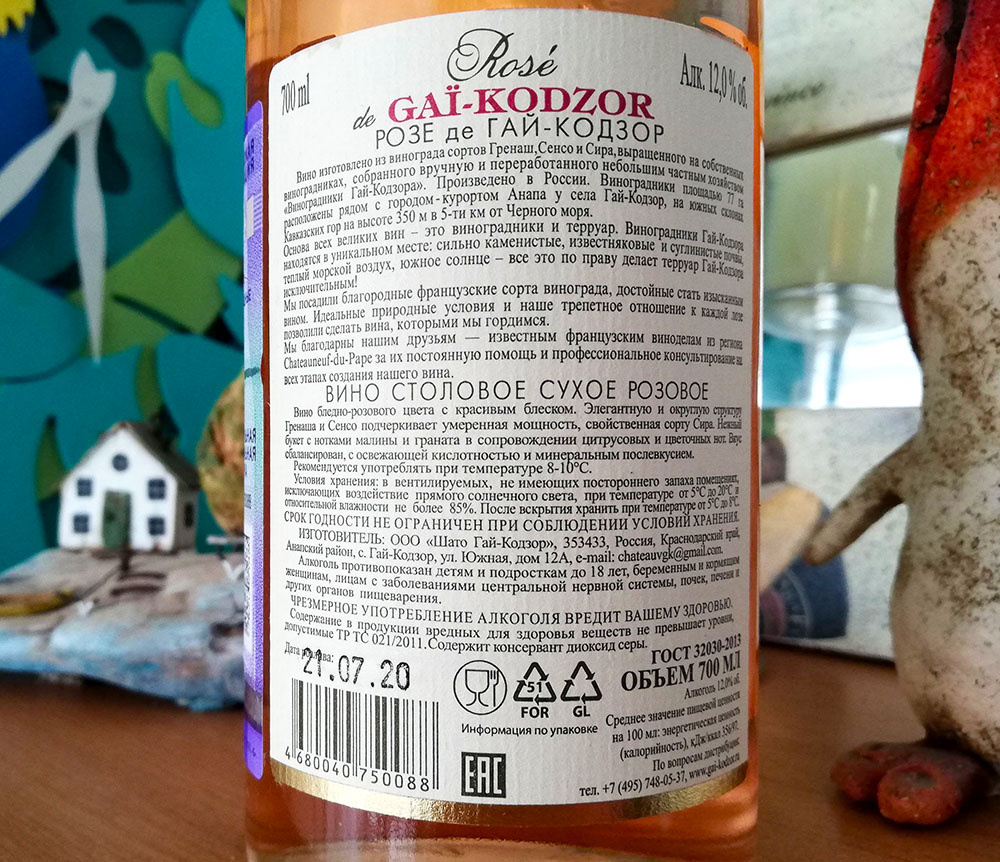 Rosé
700 ml
Алк. 12,0 % об.
de GAÏ-KODZOR
РОЗЕ де ГАЙ-КОДЗОР
Вино изготовлено из винограда сортов Гренаш, Сенсо и Сира, выращенного на собственных
виноградниках, собранного вручную и переработанного небольшим частным хозяйством
«Виноградники Гай-Кодзора». Произведено в России. Виноградники площадью 77 га
расположены рядом с городом-курортом Анапа у села Гай-Кодзор, на южных склонах
Кавказских гор на высоте 350 м в 5-ти км от Черного моря.
Основа всех великих вин – это виноградники и терруар. Виноградники Гай-Кодзора
находятся в уникальном месте: сильно каменистые, известняковые и суглинистые почвы,
теплый морской воздух, южное солнце – все это по праву делает терруар Гай-Кодзора
исключительным!
Мы посадили благородные французские сорта винограда, достойные стать изысканным
вином. Идеальные природные условия и наше трепетное отношение к каждой лозе
позволили сделать вина, которыми мы гордимся.
Мы благодарны нашим друзьям — известным французским виноделам из региона
Chateauneuf-du-Pape за их постоянную помощь и профессиональное консультирование на
всех этапах создания нашего вина.
ВИНО СТОЛОВОЕ СУХОЕ РОЗОВОЕ
Вино бледно-розового цвета с красивым блеском. Элегантную и округлую структуру
Гренаша и Сенсо подчеркивает умеренная мощность, свойственная сорту Сира. Нежный
букет с нотками малины и граната в сопровождении цитрусовых и цветочных нот. Вкус
сбалансирован, с освежающей кислотностью и минеральным послевкусием.
Рекомендуется употреблять при температуре 8-10°С.
Условия хранения: в вентилируемых, не имеющих постороннего запаха помещениях,
исключающих воздействие прямого солнечного света, при температуре от 5°С до 20°С и
относительной влажности не более 85%. После вскрытия хранить при температуре от 5°С до 8°С.
СРОК ГОДНОСТИ НЕ ОГРАНИЧЕН ПРИ СОБЛЮДЕНИИ УСЛОВИЙ ХРАНЕНИЯ.
ИЗГОТОВИТЕЛЬ: ООО «Шато Гай-Кодзор», 353433, Россия, Краснодарский край,
Анапский район, с. Гай-Кодзор, ул. Южная, дом 12А, e-mail: chateauvgk@gmail.com.
Алкоголь противопоказан детям и подросткам до 18 лет, беременным и кормящим
женщинам, лицам с заболеваниями центральной нервной системы, почек, печени и
других органов пищеварения.
ЧРЕЗМЕРНОЕ УПОТРЕБЛЕНИЕ АЛКОГОЛЯ ВРЕДИТ ВАШЕМУ ЗДОРОВЬЮ.
Содержание в продукции вредных для здоровья веществ не превышает уровни,
допустимые ТР ТС 021/2011. Содержит консервант диоксид серы.
Дата розлива:
21.07.20
51
FOR
GL
Информация по упаковке
ГОСТ 32030-2013
ОБЪЕМ 700 МЛ
Алкоголь 12,0% об.
Среднее значение пищевой ценности
на 100 мл: энергетическая ценность
(калорийность), кДж/ккал 356/97.
По вопросам дистрибуции:
тел. +7 (495) 748-05-37, www.gai-kodzor.ru
4 680040 750088
EAC